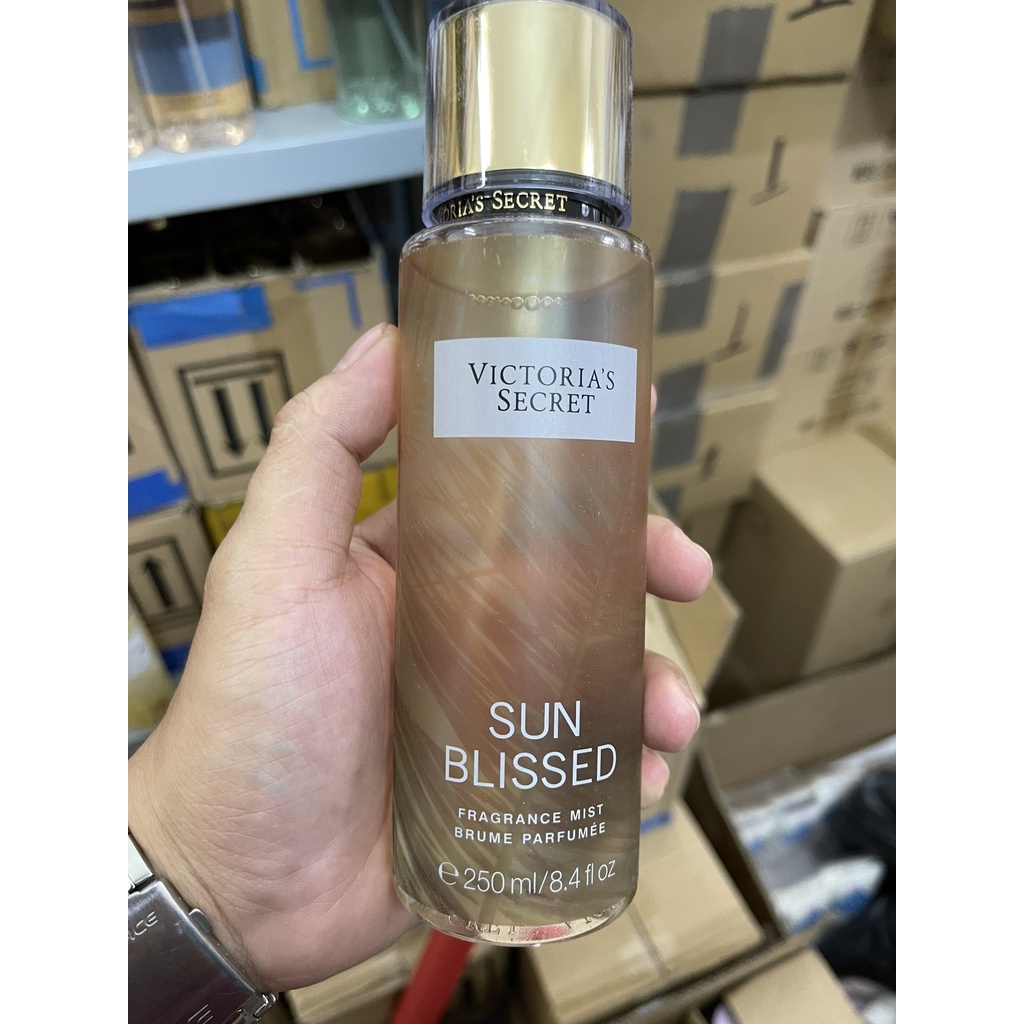 VICTORIA'S SECRET
VICTORIA'S
SECRET
SUN
BLISSED
FRAGRANCE MIST
BRUME PARFUMÉE
℮ 250 ml/8.4 fl oz